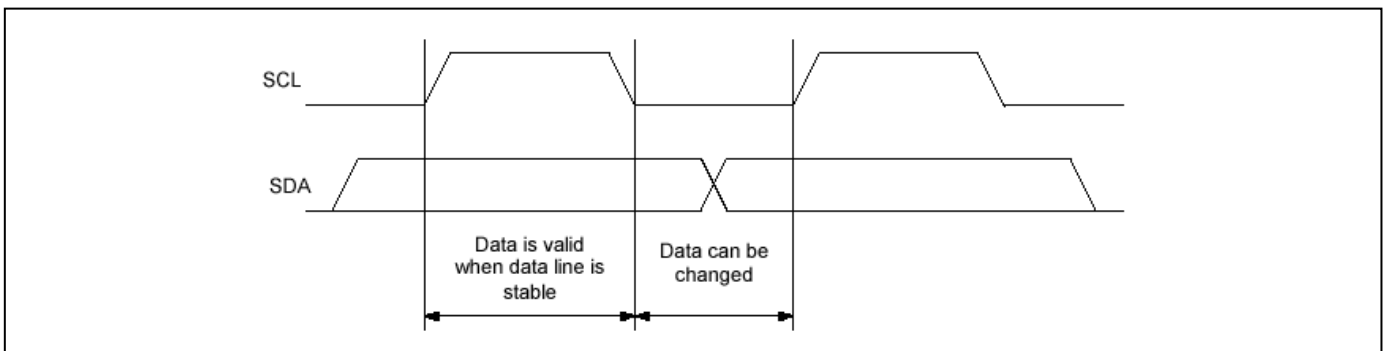 SCL
SDA
Data is valid
when data line is
stable
Data can be
changed